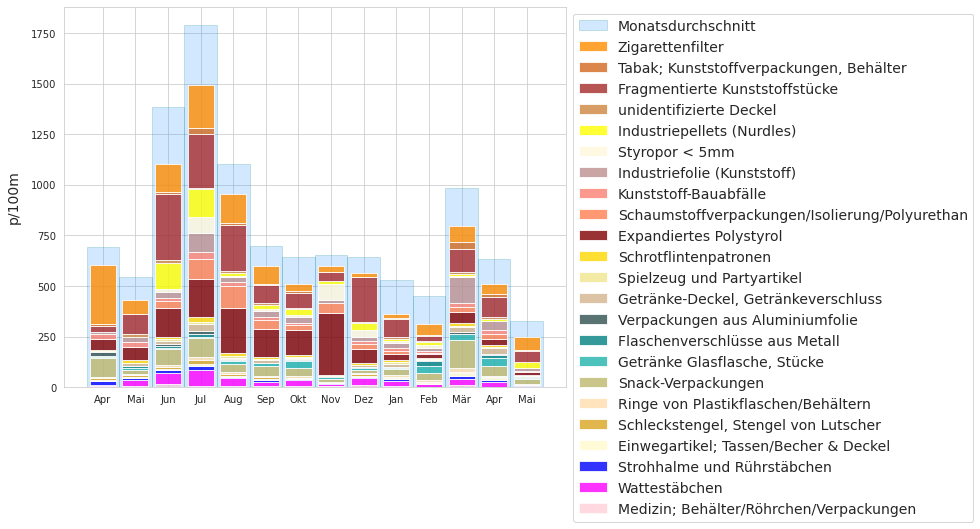 p/100m
1750
1500
1250
1000
750
500
250
0
Apr Mai Jun Jul Aug Sep Okt Nov Dez Jan Feb Mär Apr Mai
Monatsdurchschnitt
Zigarettenfilter
Tabak; Kunststoffverpackungen, Behälter
Fragmentierte Kunststoffstücke
unidentifizierte Deckel
Industriepellets (Nurdles)
Styropor < 5mm
Industriefolie (Kunststoff)
Kunststoff-Bauabfälle
Schaumstoffverpackungen/Isolierung/Polyurethan
Expandiertes Polystyrol
Schrotflintenpatronen
Spielzeug und Partyartikel
Getränke-Deckel, Getränkeverschluss
Verpackungen aus Aluminiumfolie
Flaschenverschlüsse aus Metall
Getränke Glasflasche, Stücke
Snack-Verpackungen
Ringe von Plastikflaschen/Behältern
Schleckstengel, Stengel von Lutscher
Einwegartikel; Tassen/Becher & Deckel
Strohhalme und Rührstäbchen
Wattestäbchen
Medizin; Behälter/Röhrchen/Verpackungen